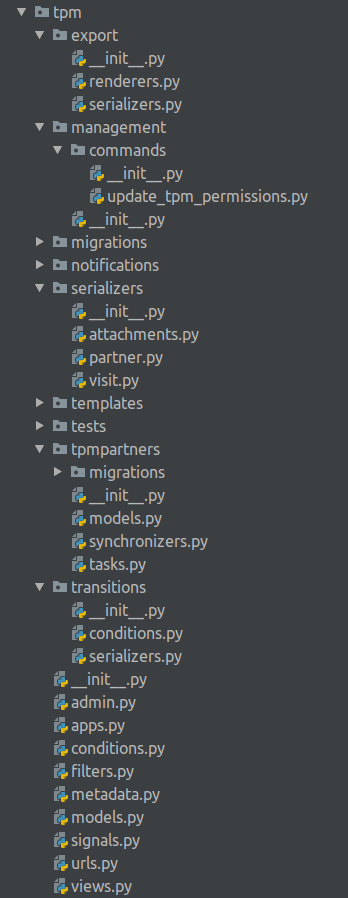 tpm
export
__init__.py
renderers.py
serializers.py
management
commands
__init__.py
update_tpm_permissions.py
__init__.py
migrations
notifications
serializers
__init__.py
attachments.py
partner.py
visit.py
templates
tests
tpmpartners
migrations
__init__.py
models.py
synchronizers.py
tasks.py
transitions
__init__.py
conditions.py
serializers.py
__init__.py
admin.py
apps.py
conditions.py
filters.py
metadata.py
models.py
signals.py
urls.py
views.py